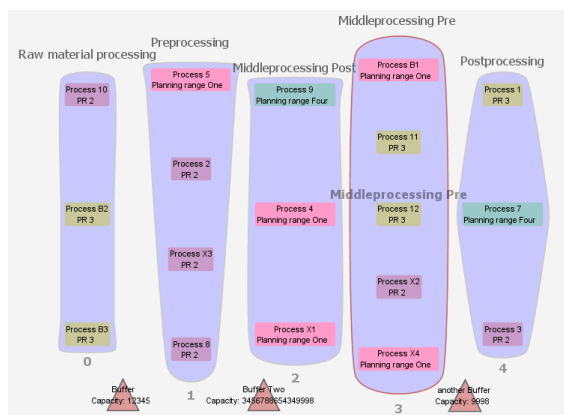 Raw material processing
Process 10
PR 2
Process B2
PR 3
Process B3
PR 3
0
Preprocessing
Process 5
Planning range One
Process 2
PR 2
Process X3
PR 2
Process 8
PR 2
1
Middleprocessing Post
Process 9
Planning range Four
Process 4
Planning range One
Process X1
Planning range One
2
Middleprocessing Pre
Process B1
Planning range One
Process 11
PR 3
Middleprocessing Pre
Process 12
PR 3
Process X2
PR 2
Process X4
Planning range One
3
Postprocessing
Process 1
PR 3
Process 7
Planning range Four
Process 3
PR 2
4
Buffer
Capacity: 12345
Buffer Two
Capacity: 3456788654349998
another Buffer
Capacity: 9998